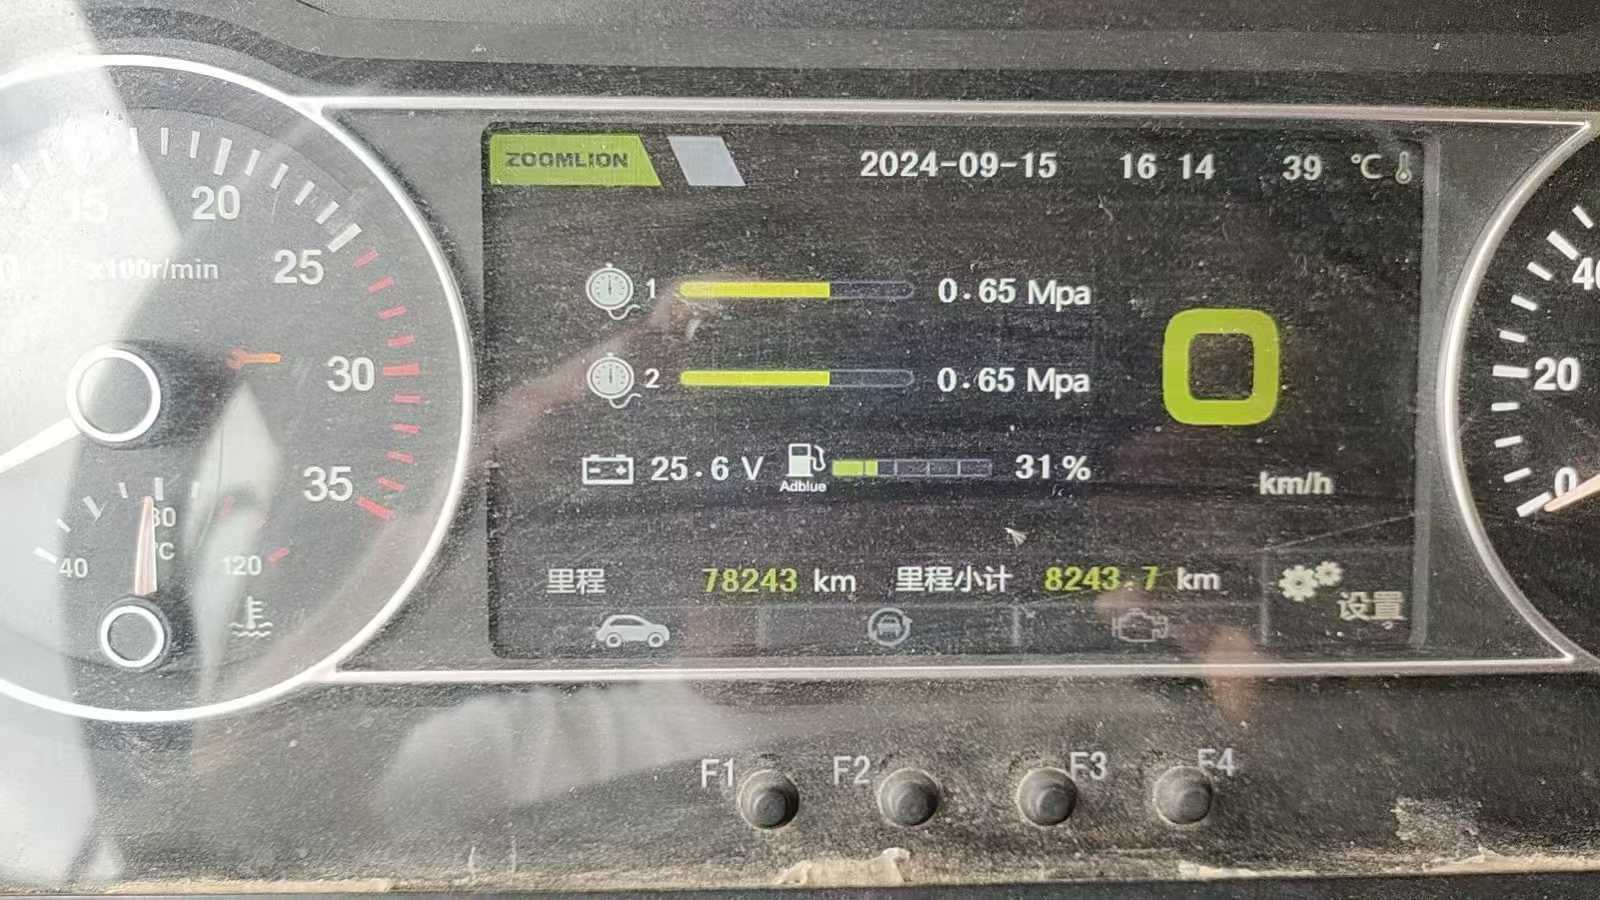 ZOOMLION 2024-09-15 16 14 39 ℃
15 20 25 30 35
x100r/min
1 0.65 Mpa
2 0.65 Mpa
25.6 V Adblue 31%
km/h
0
里程 78243 km 里程小计 8243.7 km
设置
40 80 120
℃
40 20 0
F1 F2 F3 F4